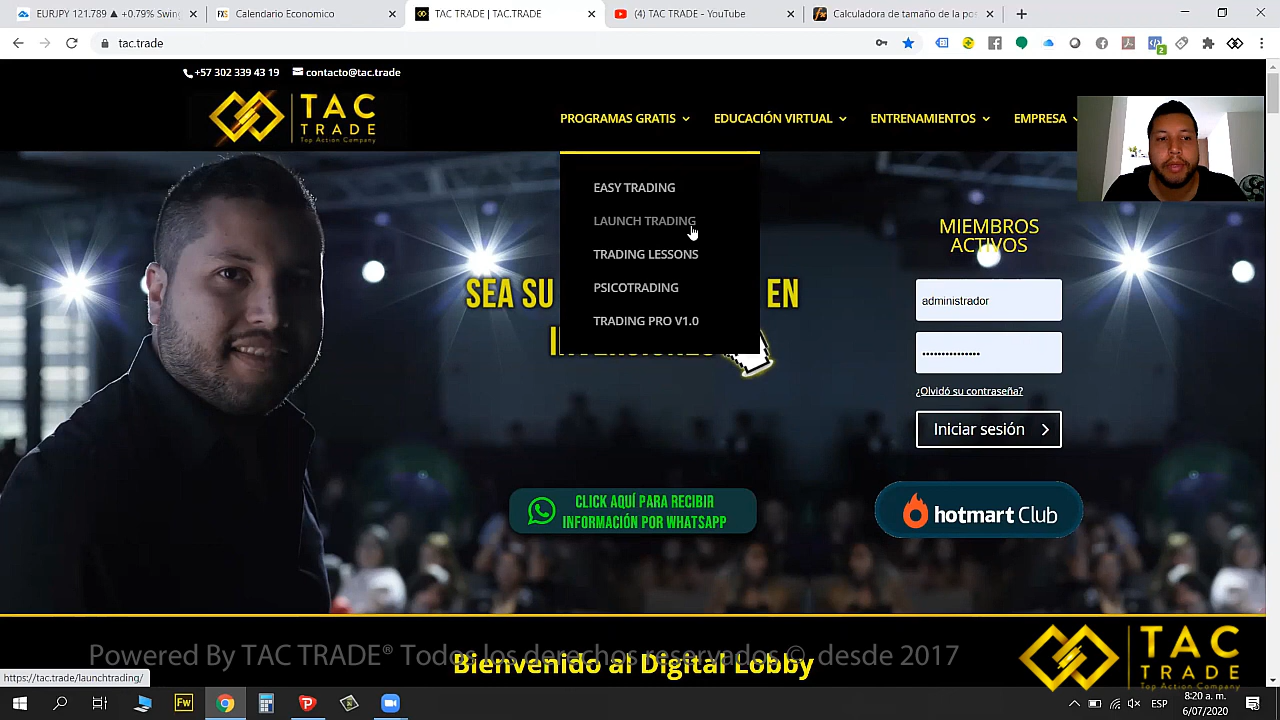 EURJPY 121.789 ▲ +0.79% Swing
Calendario Economico
TAC TRADE | TAC.TRADE
(4) TAC TRADE - YouTube
Calculadora de tamaño de la po
tac.trade
2
+57 302 339 43 19
contacto@tac.trade
TAC
TRADE
Top Action Company
PROGRAMAS GRATIS
EDUCACIÓN VIRTUAL
ENTRENAMIENTOS
EMPRESA
EASY TRADING
LAUNCH TRADING
TRADING LESSONS
PSICOTRADING
TRADING PRO V1.0
SEA SU
EN
MIEMBROS
ACTIVOS
administrador
¿Olvidó su contraseña?
Iniciar sesión
CLICK AQUÍ PARA RECIBIR
INFORMACIÓN POR WHATSAPP
hotmart Club
Powered By TAC TRADE® Todos los derechos reservados ©, desde 2017
Bienvenido al Digital Lobby
TAC
TRADE
Top Action Company
https://tac.trade/launchtrading/
Fw
ESP
8:20 a. m.
6/07/2020